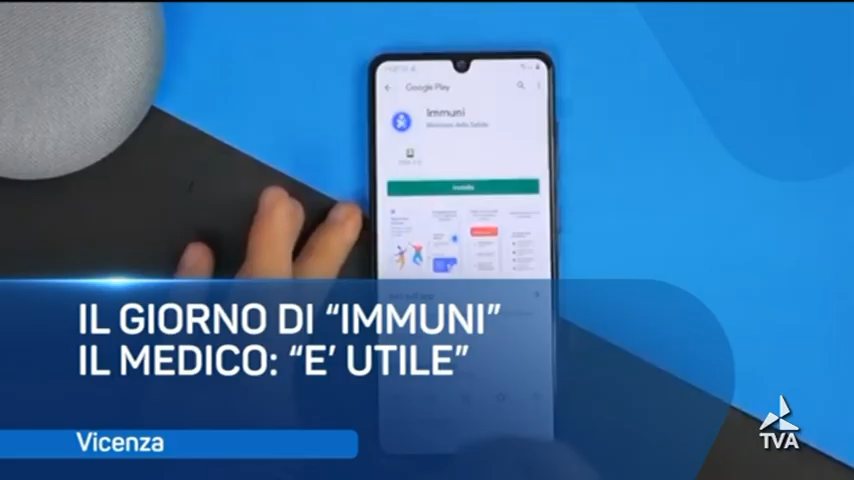 Google Play
Immuni
Ministero della Salute
Installa
IL GIORNO DI “IMMUNI”
IL MEDICO: “E’ UTILE”
Vicenza
TVA